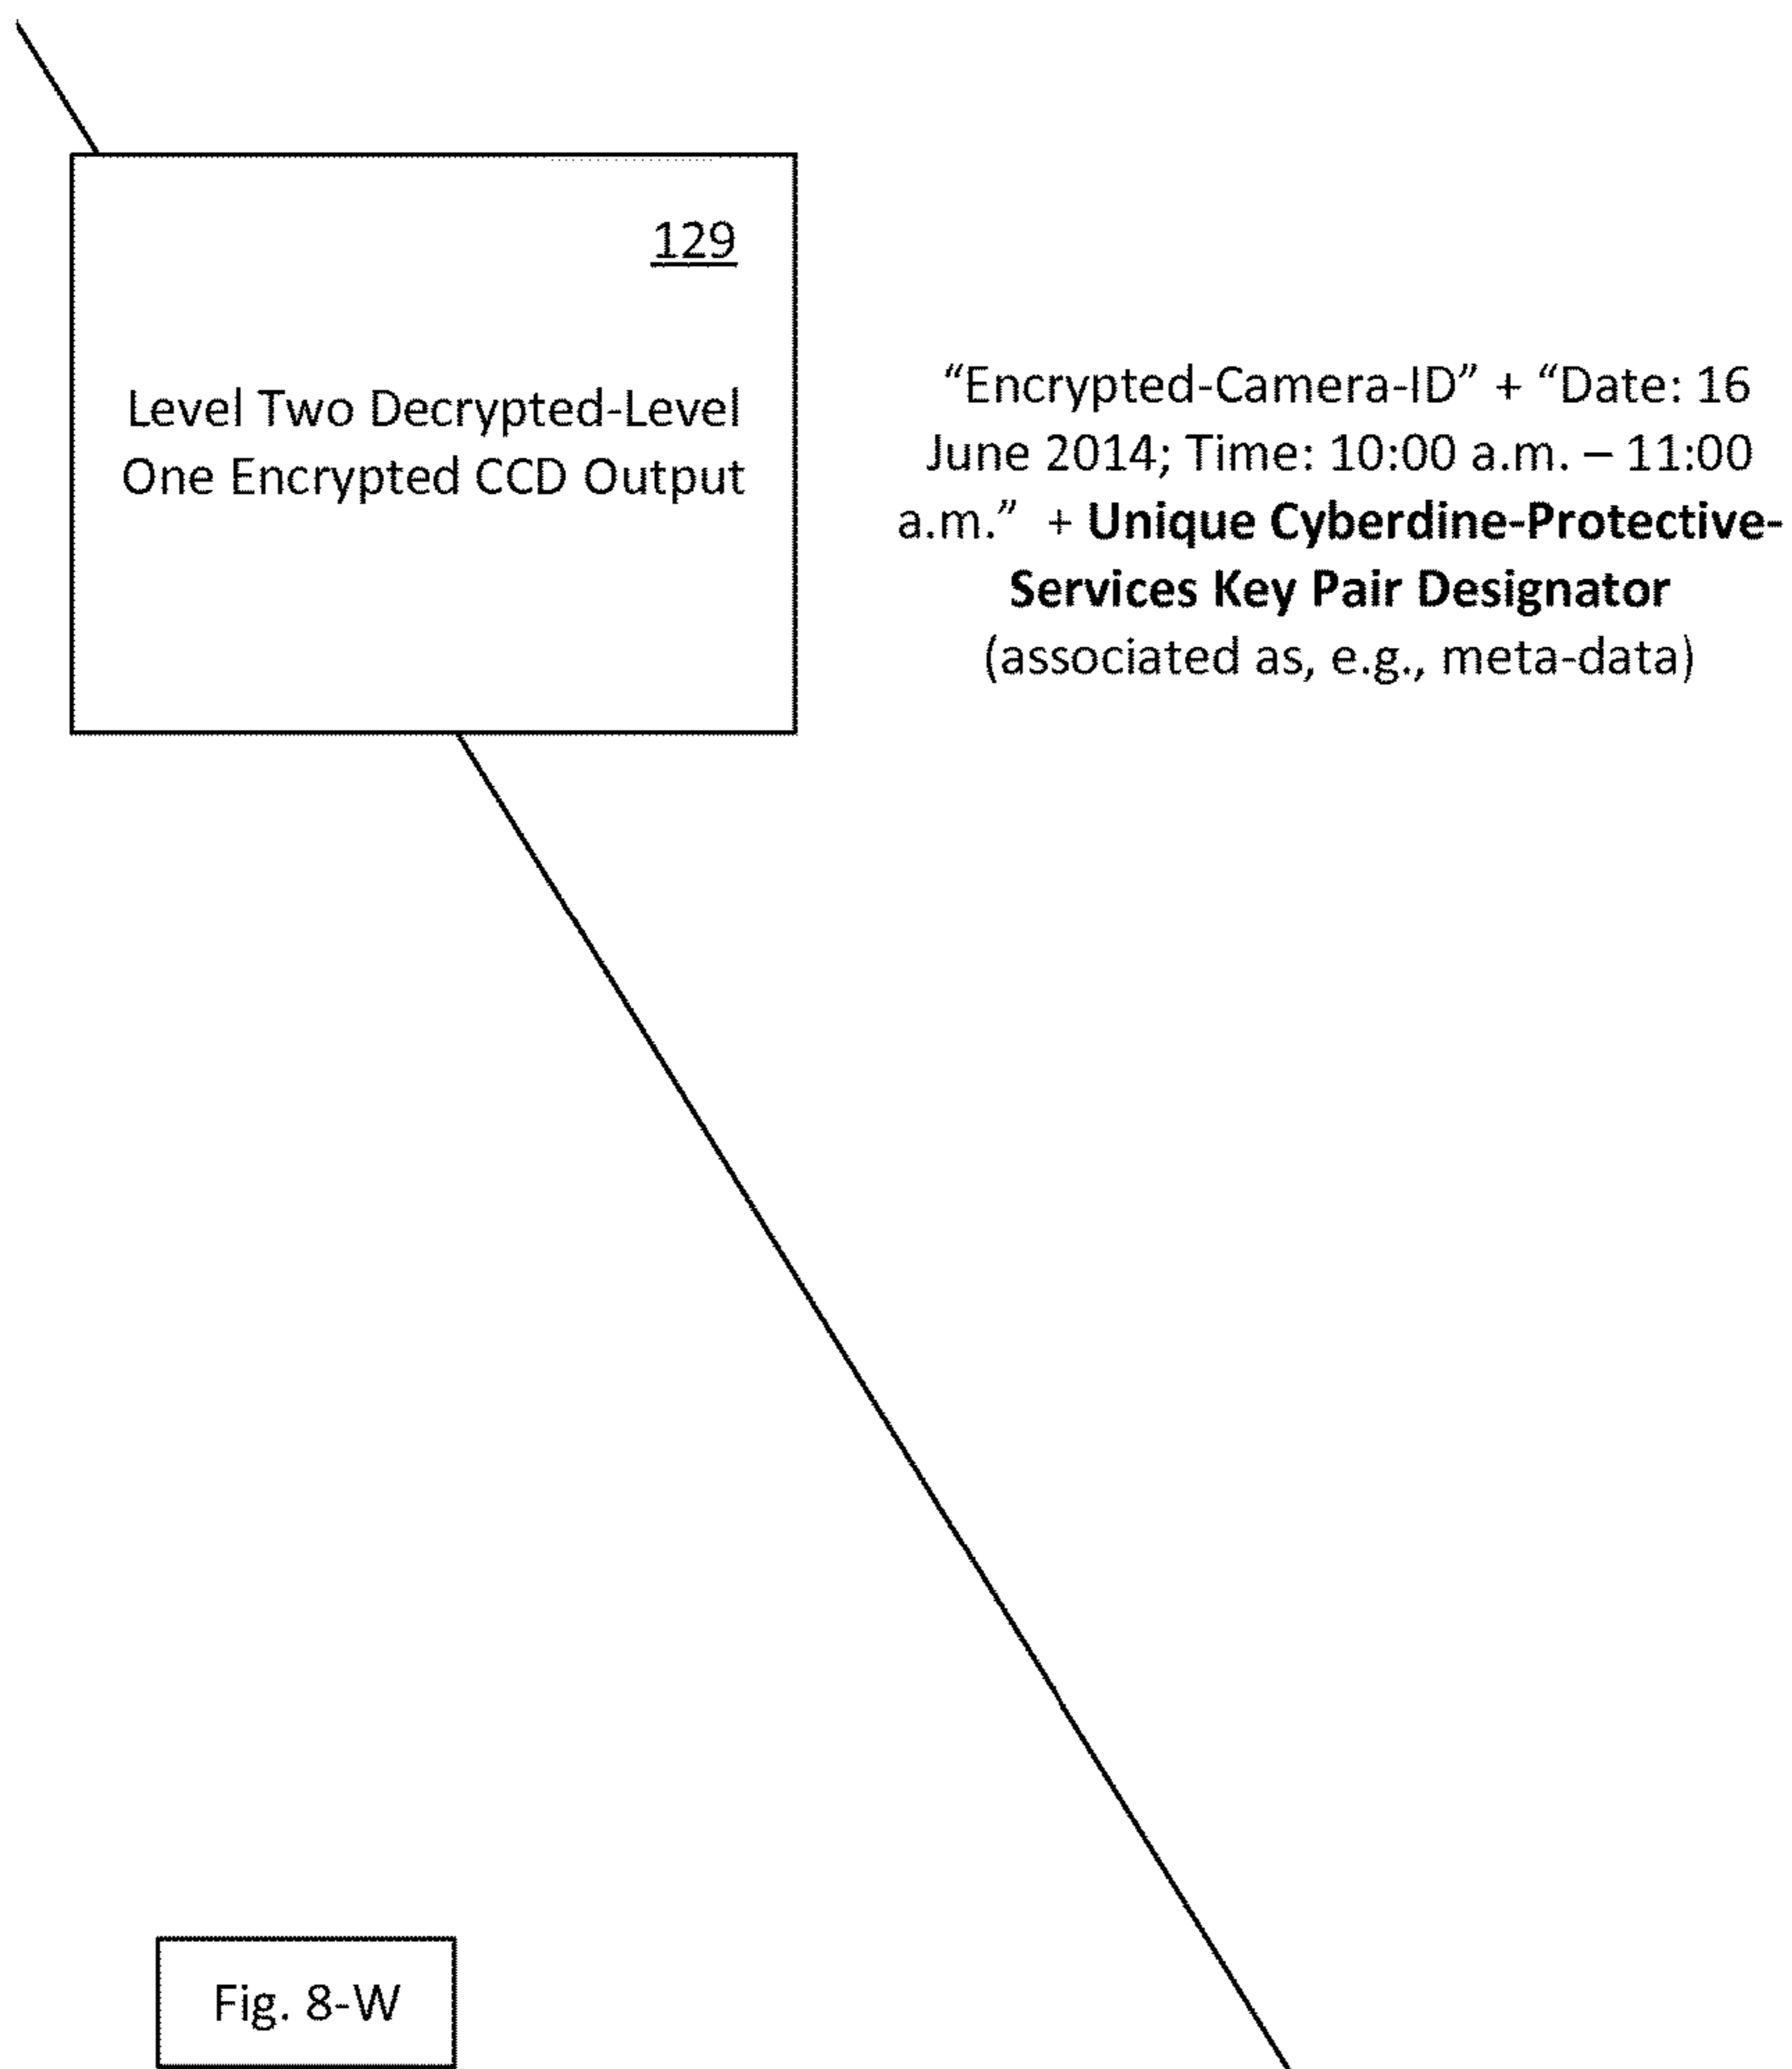 129
Level Two Decrypted-Level
One Encrypted CCD Output
“Encrypted-Camera-ID” + “Date: 16
June 2014; Time: 10:00 a.m. – 11:00
a.m.” + Unique Cyberdine-Protective-
Services Key Pair Designator
(associated as, e.g., meta-data)
Fig. 8-W